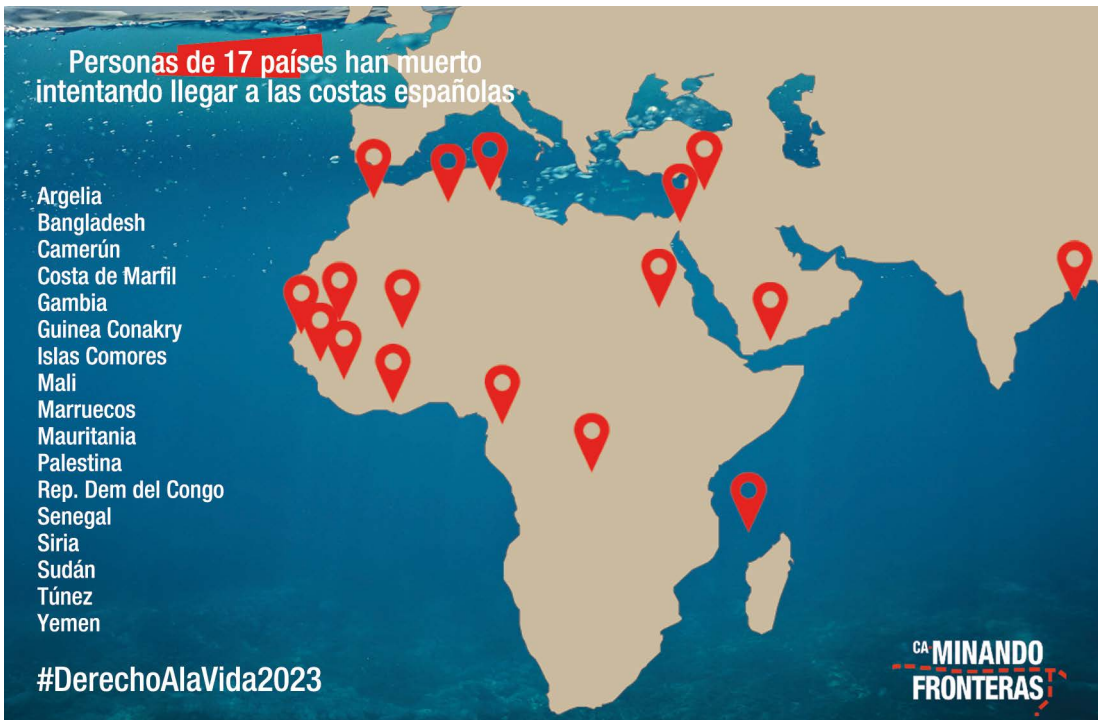 Personas de 17 países han muerto
intentando llegar a las costas españolas
Argelia
Bangladesh
Camerún
Costa de Marfil
Gambia
Guinea Conakry
Islas Comores
Mali
Marruecos
Mauritania
Palestina
Rep. Dem del Congo
Senegal
Siria
Sudán
Túnez
Yemen
#DerechoAlaVida2023
CA-MINANDO
FRONTERAS